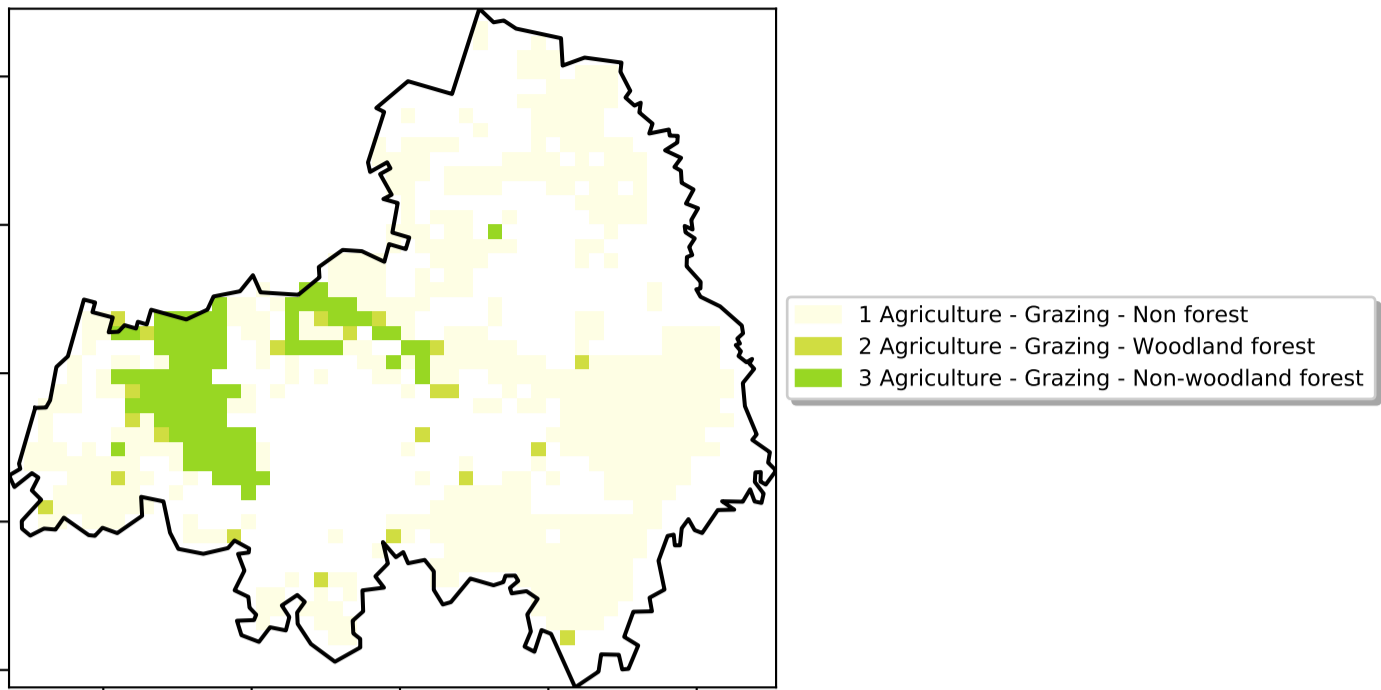 1 Agriculture - Grazing - Non forest
2 Agriculture - Grazing - Woodland forest
3 Agriculture - Grazing - Non-woodland forest